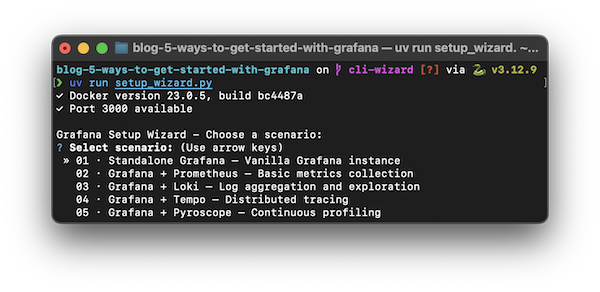 blog-5-ways-to-get-started-with-grafana — uv run setup_wizard. ~...
blog-5-ways-to-get-started-with-grafana on cli-wizard [?] via v3.12.9
[❯ uv run setup_wizard.py ]
✓ Docker version 23.0.5, build bc4487a
✓ Port 3000 available
Grafana Setup Wizard — Choose a scenario:
? Select scenario: (Use arrow keys)
» 01 · Standalone Grafana — Vanilla Grafana instance
02 · Grafana + Prometheus — Basic metrics collection
03 · Grafana + Loki — Log aggregation and exploration
04 · Grafana + Tempo — Distributed tracing
05 · Grafana + Pyroscope — Continuous profiling